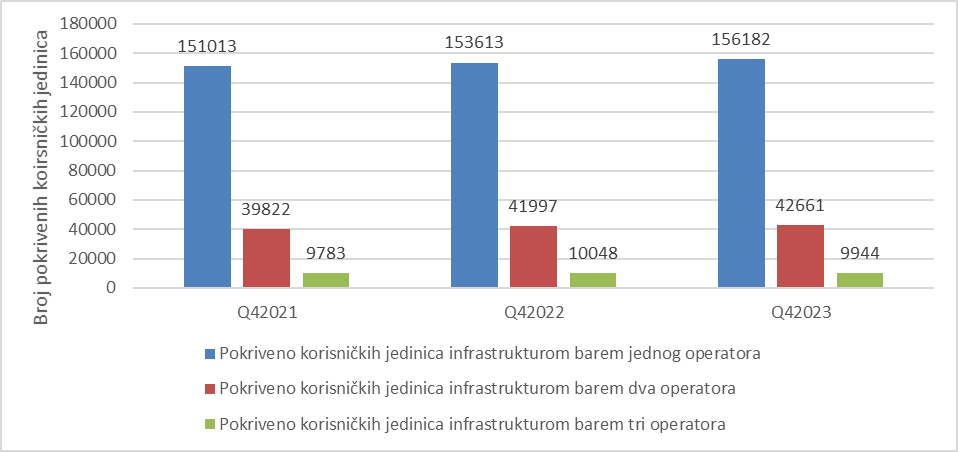 Broj pokrivenih koirsničkih jedinica
180000
160000
140000
120000
100000
80000
60000
40000
20000
0
151013
39822
9783
153613
41997
10048
156182
42661
9944
Q42021
Q42022
Q42023
Pokriveno korisničkih jedinica infrastrukturom barem jednog operatora
Pokriveno korisničkih jedinica infrastrukturom barem dva operatora
Pokriveno korisničkih jedinica infrastrukturom barem tri operatora